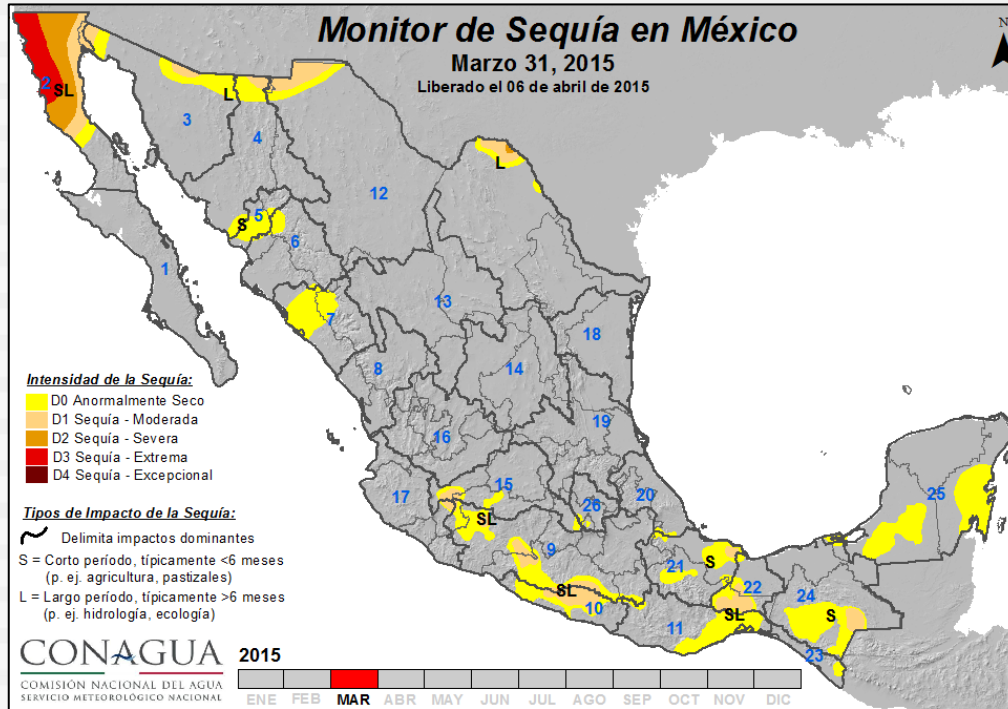 Monitor de Sequía en México
Marzo 31, 2015
Liberado el 06 de abril de 2015
N
2
SL
3
L
4
L
12
5
S
6
1
13
7
18
8
14
19
16
15
17
26
20
25
SL
9
S
21
22
SL
10
24
S
11
SL
23
Intensidad de la Sequía:
D0 Anormalmente Seco
D1 Sequía - Moderada
D2 Sequía - Severa
D3 Sequía - Extrema
D4 Sequía - Excepcional
Tipos de Impacto de la Sequía:
Delimita impactos dominantes
S = Corto período, típicamente <6 meses
(p. ej. agricultura, pastizales)
L = Largo período, típicamente >6 meses
(p. ej. hidrología, ecología)
CONAGUA
COMISIÓN NACIONAL DEL AGUA
SERVICIO METEOROLÓGICO NACIONAL
2015
ENE FEB MAR ABR MAY JUN JUL AGO SEP OCT NOV DIC